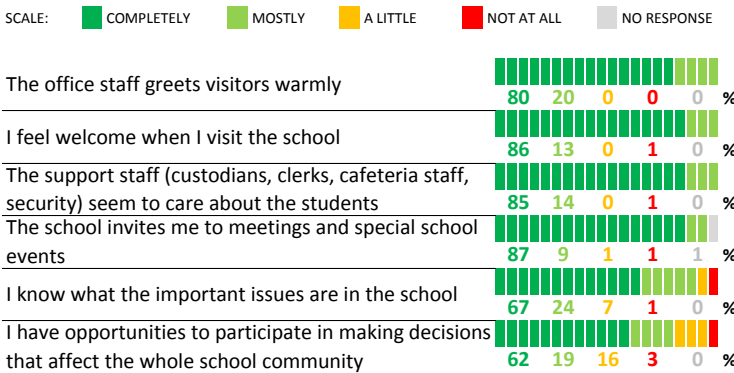 SCALE: COMPLETELY MOSTLY A LITTLE NOT AT ALL NO RESPONSE
The office staff greets visitors warmly
80 20 0 0 0 %
I feel welcome when I visit the school
86 13 0 1 0 %
The support staff (custodians, clerks, cafeteria staff,
security) seem to care about the students
85 14 0 1 0 %
The school invites me to meetings and special school
events
87 9 1 1 1 %
I know what the important issues are in the school
67 24 7 1 0 %
I have opportunities to participate in making decisions
that affect the whole school community
62 19 16 3 0 %